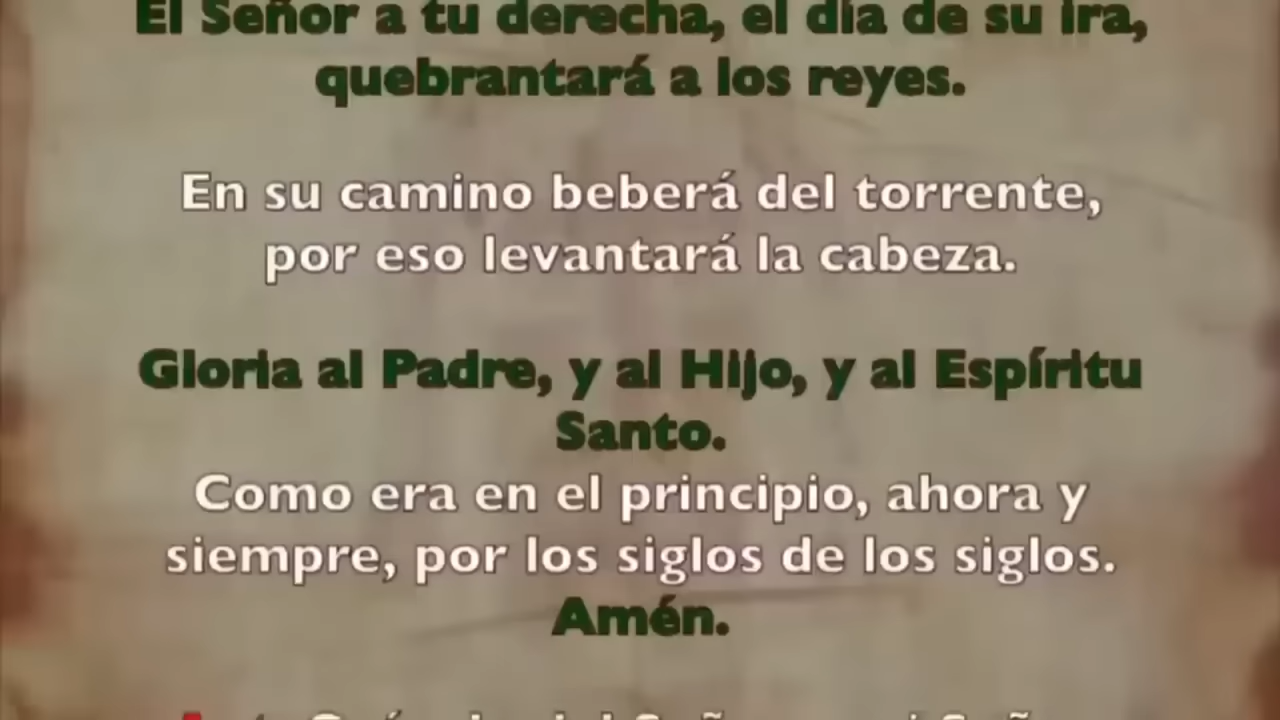 El Señor a tu derecha, el día de su ira,
quebrantará a los reyes.
En su camino beberá del torrente,
por eso levantará la cabeza.
Gloria al Padre, y al Hijo, y al Espíritu
Santo.
Como era en el principio, ahora y
siempre, por los siglos de los siglos.
Amén.